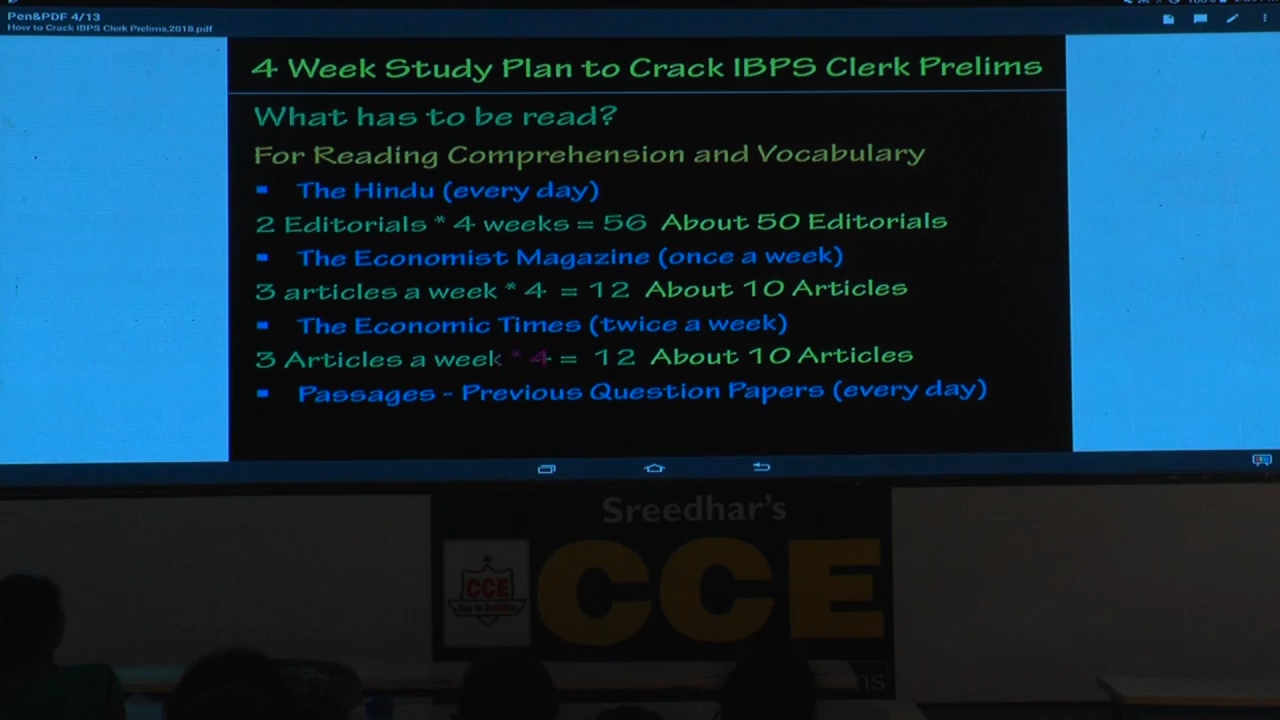 Pen&PDF 4/13
How to Crack IBPS Clerk Prelims,2018.pdf
4 Week Study Plan to Crack IBPS Clerk Prelims
What has to be read?
For Reading Comprehension and Vocabulary
▪ The Hindu (every day)
2 Editorials * 4 weeks = 56 About 50 Editorials
▪ The Economist Magazine (once a week)
3 articles a week * 4 = 12 About 10 Articles
▪ The Economic Times (twice a week)
3 Articles a week * 4 = 12 About 10 Articles
▪ Passages - Previous Question Papers (every day)
Sreedhar's
CCE
CCE